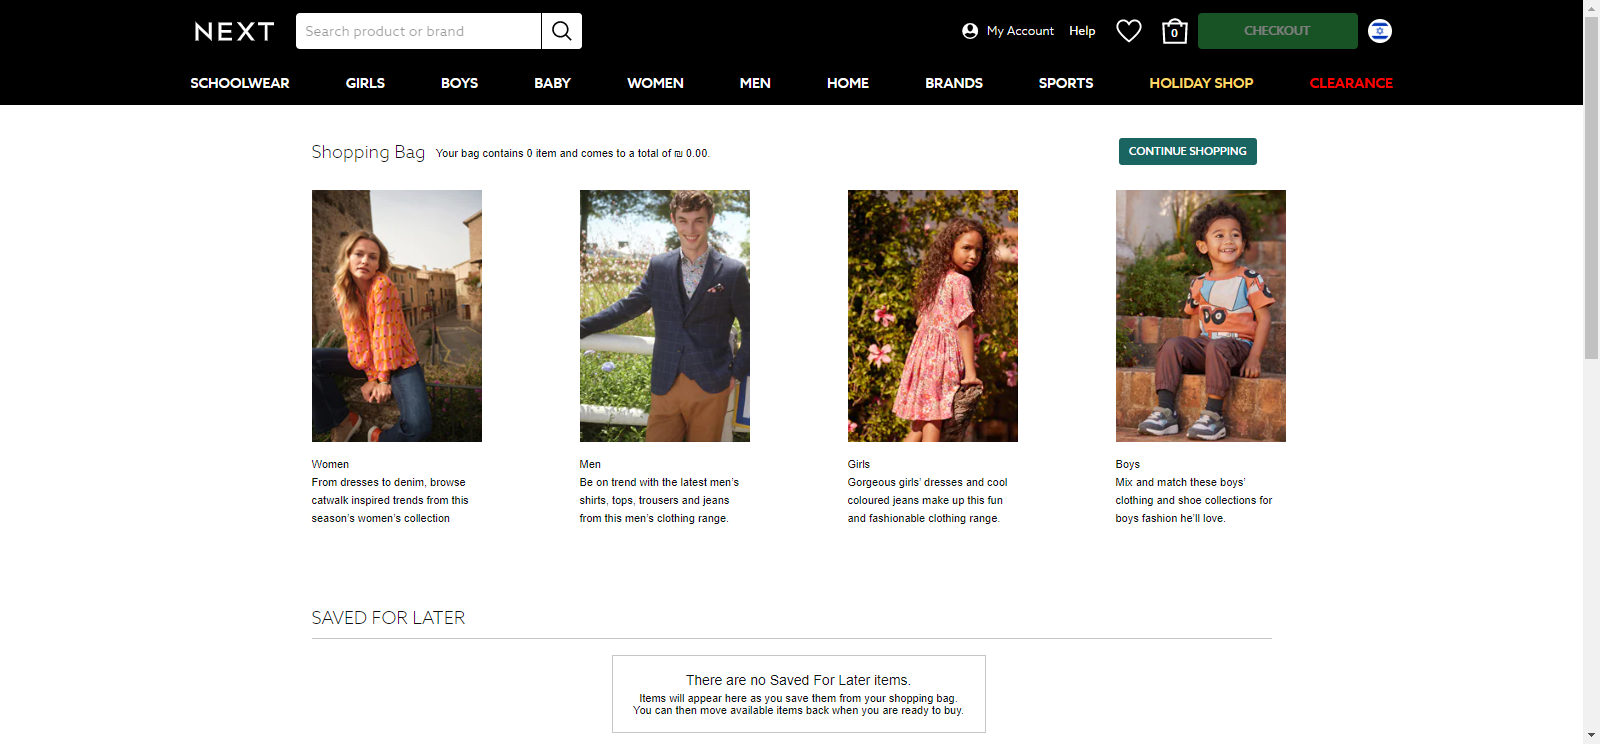 NEXT
Search product or brand
My Account
Help
0
CHECKOUT
SCHOOLWEAR
GIRLS
BOYS
BABY
WOMEN
MEN
HOME
BRANDS
SPORTS
HOLIDAY SHOP
CLEARANCE
Shopping Bag
Your bag contains 0 item and comes to a total of ₪ 0.00.
CONTINUE SHOPPING
Women
From dresses to denim, browse
catwalk inspired trends from this
season’s women’s collection
Men
Be on trend with the latest men’s
shirts, tops, trousers and jeans
from this men’s clothing range.
Girls
Gorgeous girls’ dresses and cool
coloured jeans make up this fun
and fashionable clothing range.
Boys
Mix and match these boys’
clothing and shoe collections for
boys fashion he’ll love.
SAVED FOR LATER
There are no Saved For Later items.
Items will appear here as you save them from your shopping bag.
You can then move available items back when you are ready to buy.